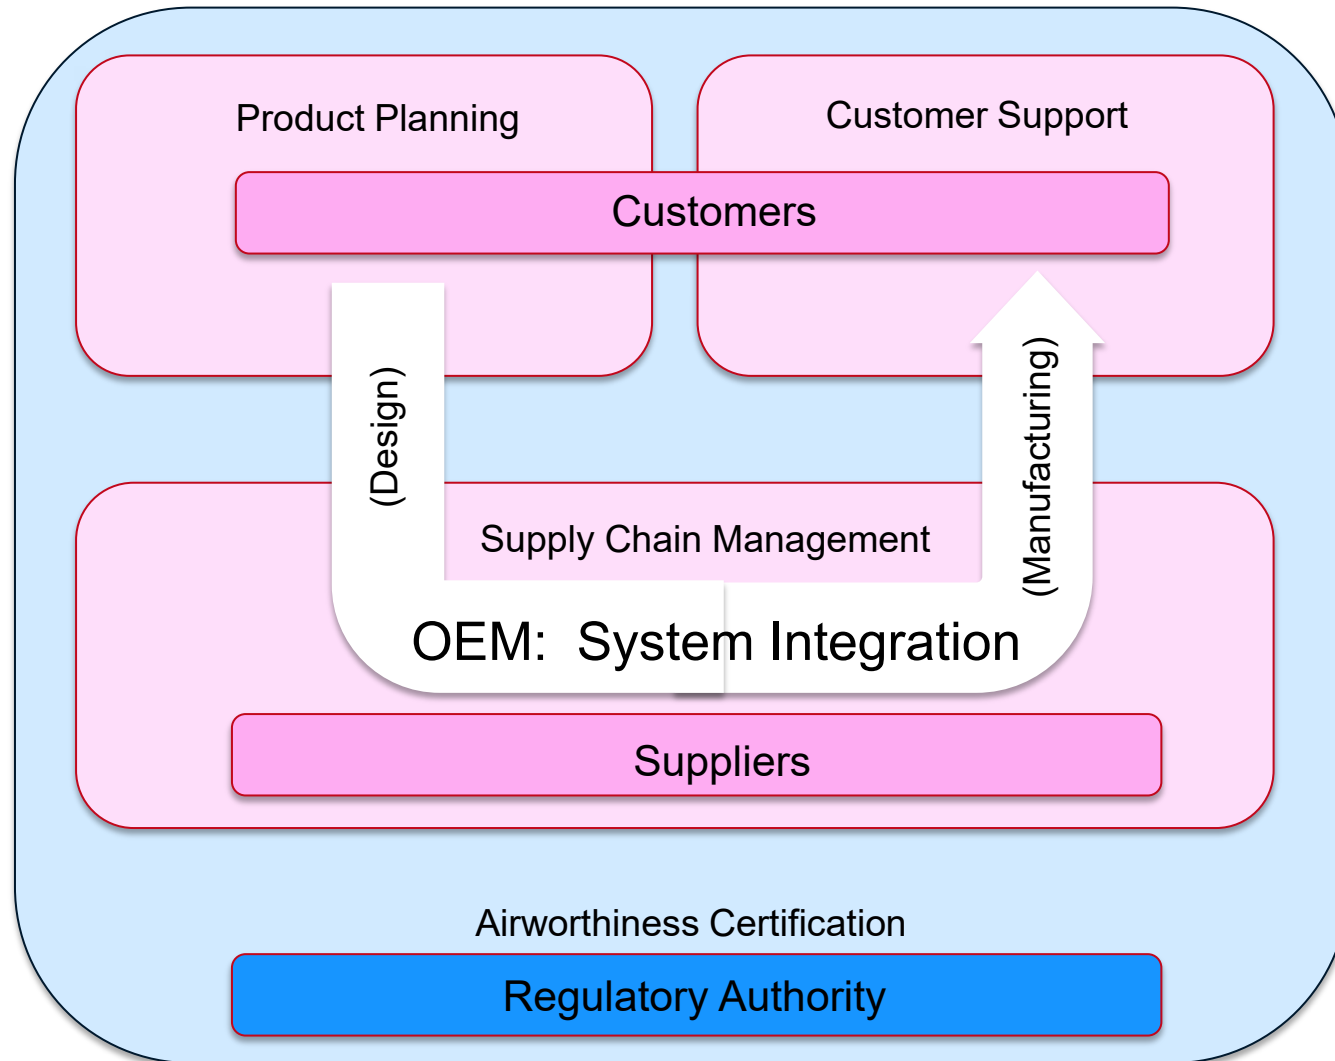 Product Planning
Customer Support
Customers
(Design)
(Manufacturing)
Supply Chain Management
OEM:  System Integration
Suppliers
Airworthiness Certification
Regulatory Authority